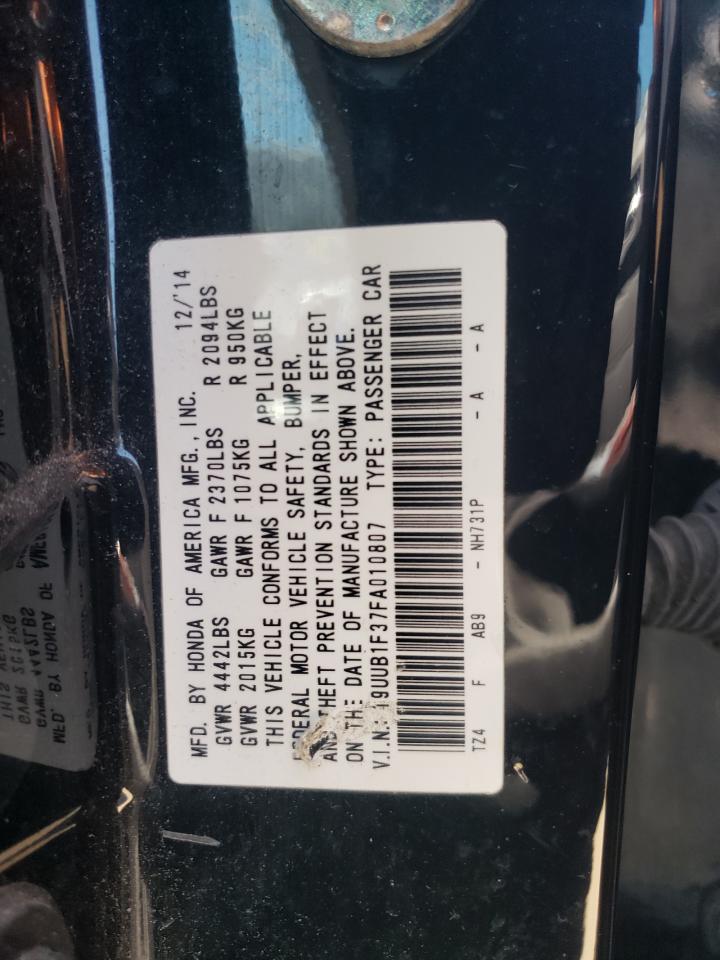 MFD. BY HONDA OF AMERICA MFG., INC. 12/'14
GVWR 4442LBS GAWR F 2370LBS R 2094LBS
GVWR 2015KG GAWR F 1075KG R 950KG
THIS VEHICLE CONFORMS TO ALL APPLICABLE
FEDERAL MOTOR VEHICLE SAFETY, BUMPER,
AND THEFT PREVENTION STANDARDS IN EFFECT
ON THE DATE OF MANUFACTURE SHOWN ABOVE.
V.I.N.: 19UUB1F37FA010807 TYPE: PASSENGER CAR
TZ4 F AB9 - NH731P - A - A